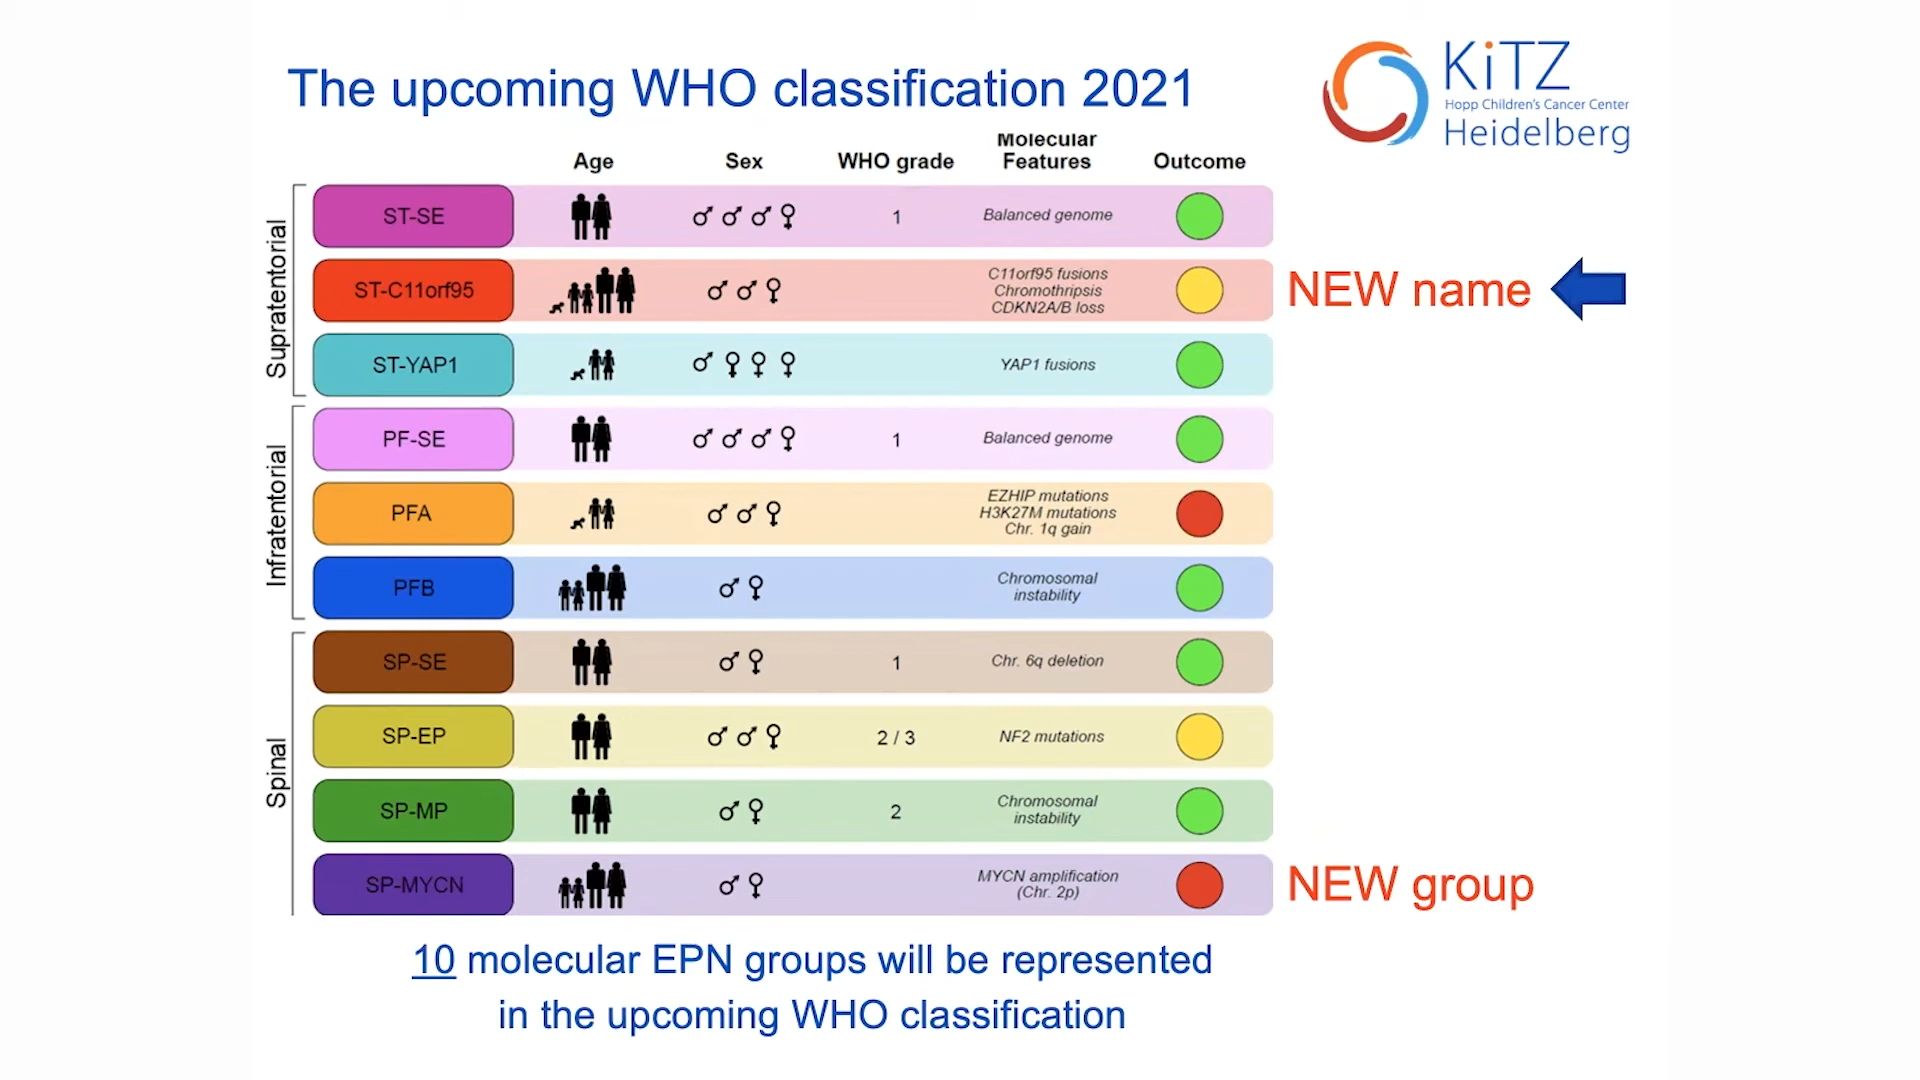 The upcoming WHO classification 2021
KiTZ
Hopp Children's Cancer Center
Heidelberg
Age
Sex
WHO grade
Molecular
Features
Outcome
Supratentorial
ST-SE
1
Balanced genome
ST-C11orf95
C11orf95 fusions
Chromothripsis
CDKN2A/B loss
NEW name
ST-YAP1
YAP1 fusions
Infratentorial
PF-SE
1
Balanced genome
PFA
EZHIP mutations
H3K27M mutations
Chr. 1q gain
PFB
Chromosomal
instability
Spinal
SP-SE
1
Chr. 6q deletion
SP-EP
2 / 3
NF2 mutations
SP-MP
2
Chromosomal
instability
SP-MYCN
MYCN amplification
(Chr. 2p)
NEW group
10 molecular EPN groups will be represented
in the upcoming WHO classification